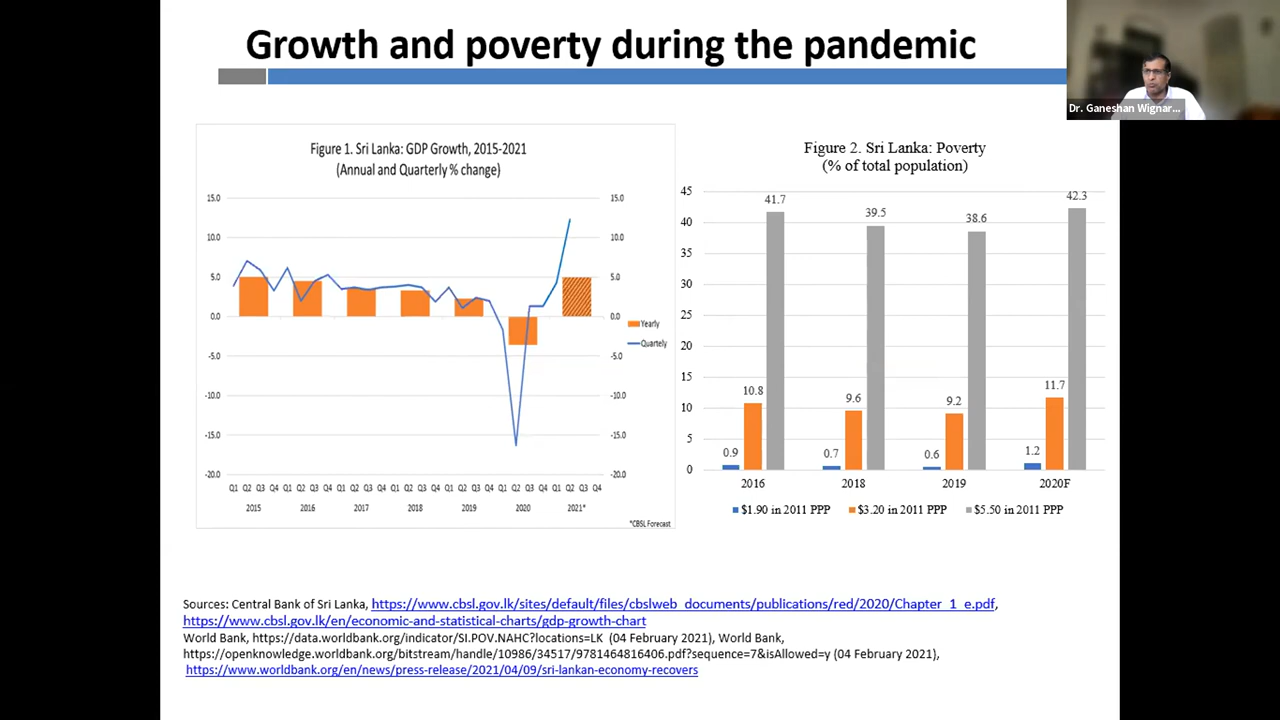 Growth and poverty during the pandemic
Dr. Ganeshan Wignar...
Figure 1. Sri Lanka: GDP Growth, 2015-2021
(Annual and Quarterly % change)
15.0 15.0
10.0 10.0
5.0 5.0
0.0 0.0
-5.0 -5.0
-10.0 -10.0
-15.0 -15.0
-20.0 -20.0
Yearly
Quartely
Q1 Q2 Q3 Q4 Q1 Q2 Q3 Q4 Q1 Q2 Q3 Q4 Q1 Q2 Q3 Q4 Q1 Q2 Q3 Q4 Q1 Q2 Q3 Q4 Q1 Q2 Q3 Q4
2015 2016 2017 2018 2019 2020 2021*
*CBSL Forecast
Figure 2. Sri Lanka: Poverty
(% of total population)
45
40
35
30
25
20
15
10
5
0
0.9 10.8 41.7
0.7 9.6 39.5
0.6 9.2 38.6
1.2 11.7 42.3
2016 2018 2019 2020F
$1.90 in 2011 PPP $3.20 in 2011 PPP $5.50 in 2011 PPP
Sources: Central Bank of Sri Lanka, https://www.cbsl.gov.lk/sites/default/files/cbslweb_documents/publications/red/2020/Chapter_1_e.pdf,
https://www.cbsl.gov.lk/en/economic-and-statistical-charts/gdp-growth-chart
World Bank, https://data.worldbank.org/indicator/SI.POV.NAHC?locations=LK (04 February 2021), World Bank,
https://openknowledge.worldbank.org/bitstream/handle/10986/34517/9781464816406.pdf?sequence=7&isAllowed=y (04 February 2021),
https://www.worldbank.org/en/news/press-release/2021/04/09/sri-lankan-economy-recovers